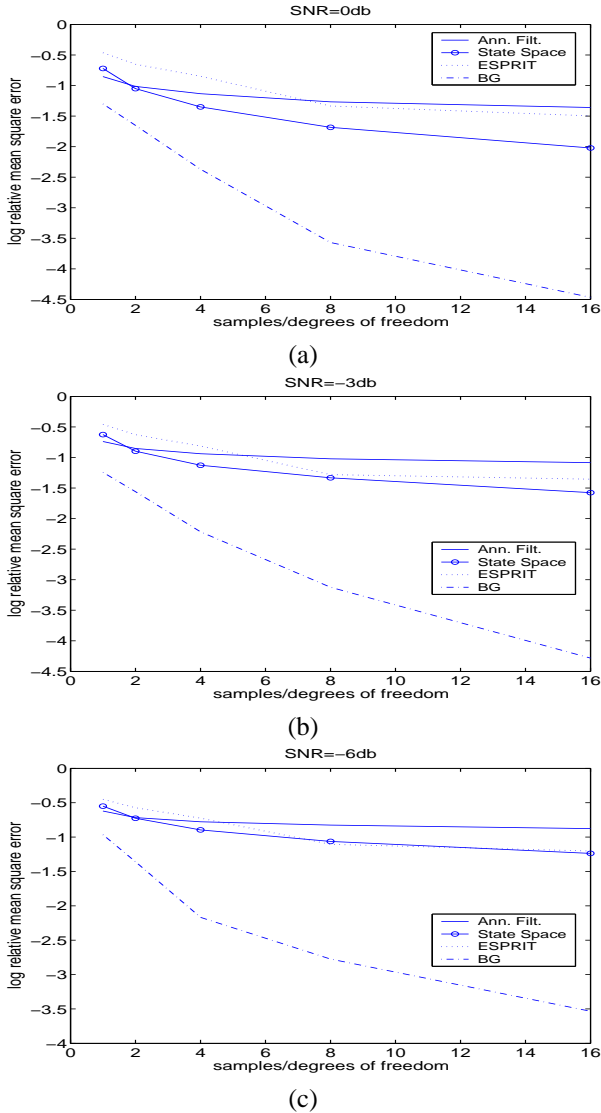 SNR=0db
0
−0.5
−1
−1.5
−2
−2.5
−3
−3.5
−4
−4.5
log relative mean square error
Ann. Filt.
State Space
ESPRIT
BG
0 2 4 6 8 10 12 14 16
samples/degrees of freedom
(a)
SNR=−3db
0
−0.5
−1
−1.5
−2
−2.5
−3
−3.5
−4
−4.5
log relative mean square error
Ann. Filt.
State Space
ESPRIT
BG
0 2 4 6 8 10 12 14 16
samples/degrees of freedom
(b)
SNR=−6db
0
−0.5
−1
−1.5
−2
−2.5
−3
−3.5
−4
log relative mean square error
Ann. Filt.
State Space
ESPRIT
BG
0 2 4 6 8 10 12 14 16
samples/degrees of freedom
(c)